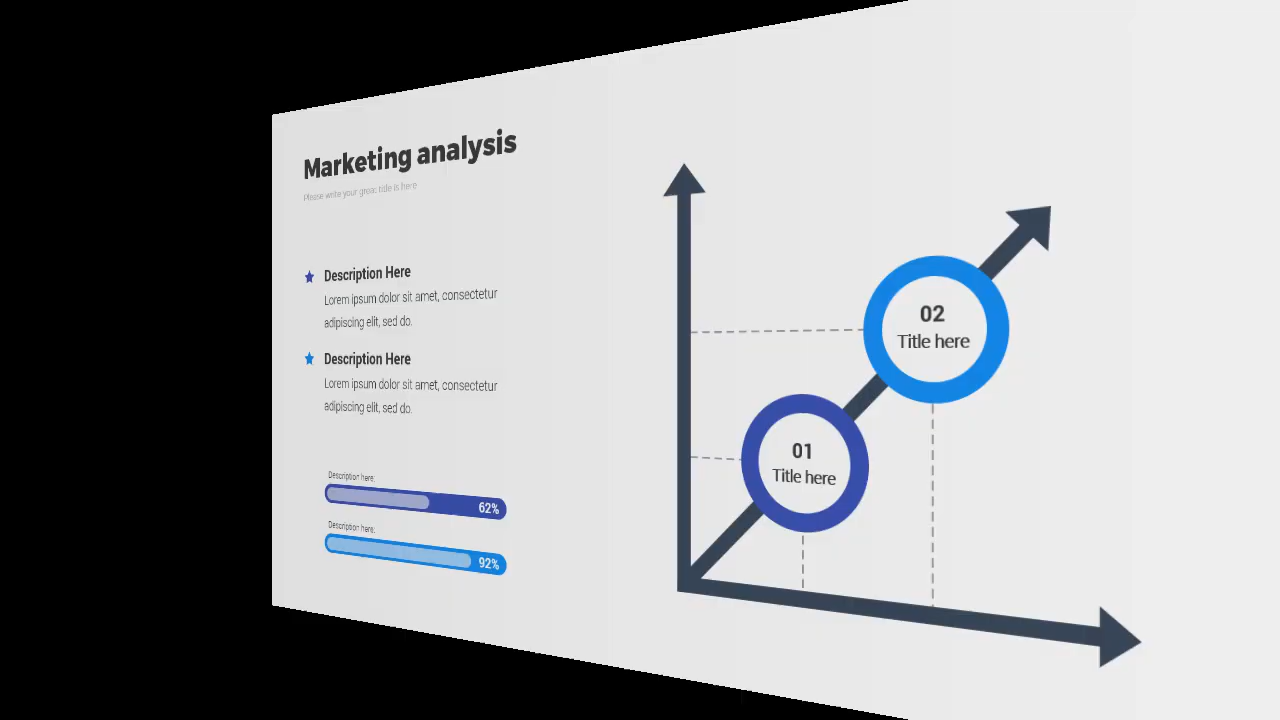 Marketing analysis
Please write your great title is here
Description Here
Lorem ipsum dolor sit amet, consectetur
adipiscing elit, sed do.
Description Here
Lorem ipsum dolor sit amet, consectetur
adipiscing elit, sed do.
Description here:
62%
Description here:
92%
02
Title here
01
Title here